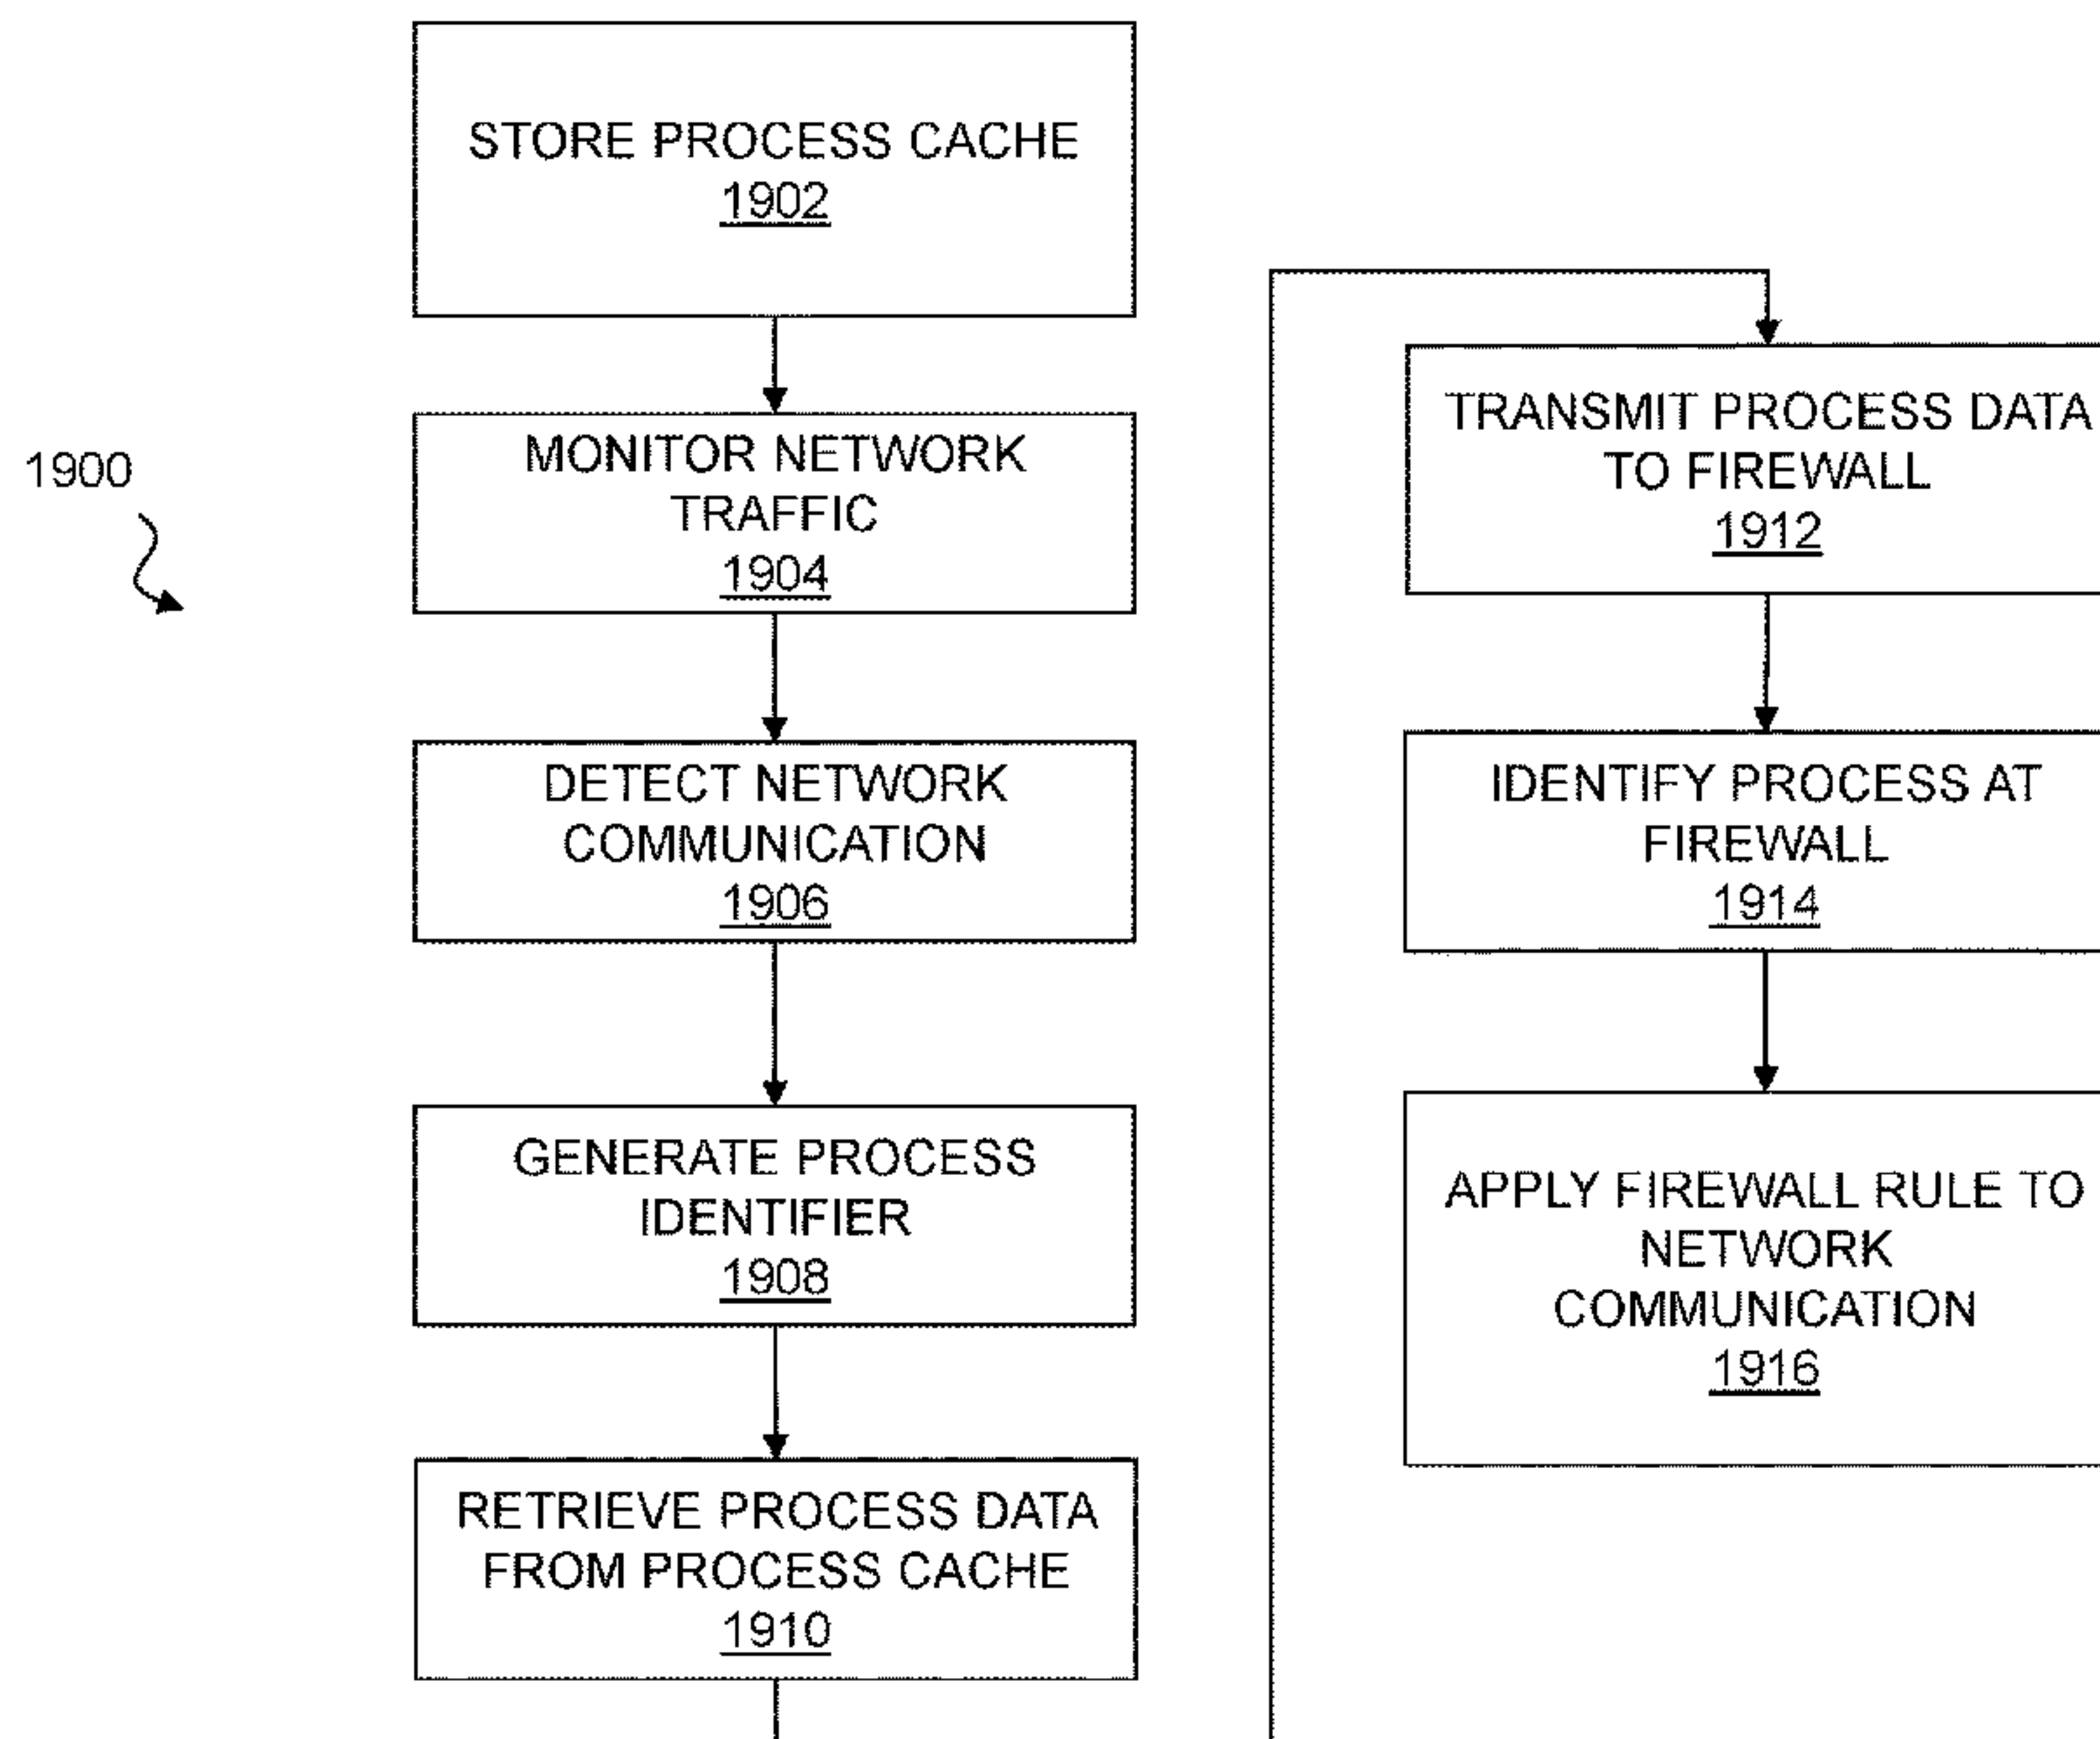 1900
STORE PROCESS CACHE
1902
MONITOR NETWORK
TRAFFIC
1904
DETECT NETWORK
COMMUNICATION
1906
GENERATE PROCESS
IDENTIFIER
1908
RETRIEVE PROCESS DATA
FROM PROCESS CACHE
1910
TRANSMIT PROCESS DATA
TO FIREWALL
1912
IDENTIFY PROCESS AT
FIREWALL
1914
APPLY FIREWALL RULE TO
NETWORK
COMMUNICATION
1916